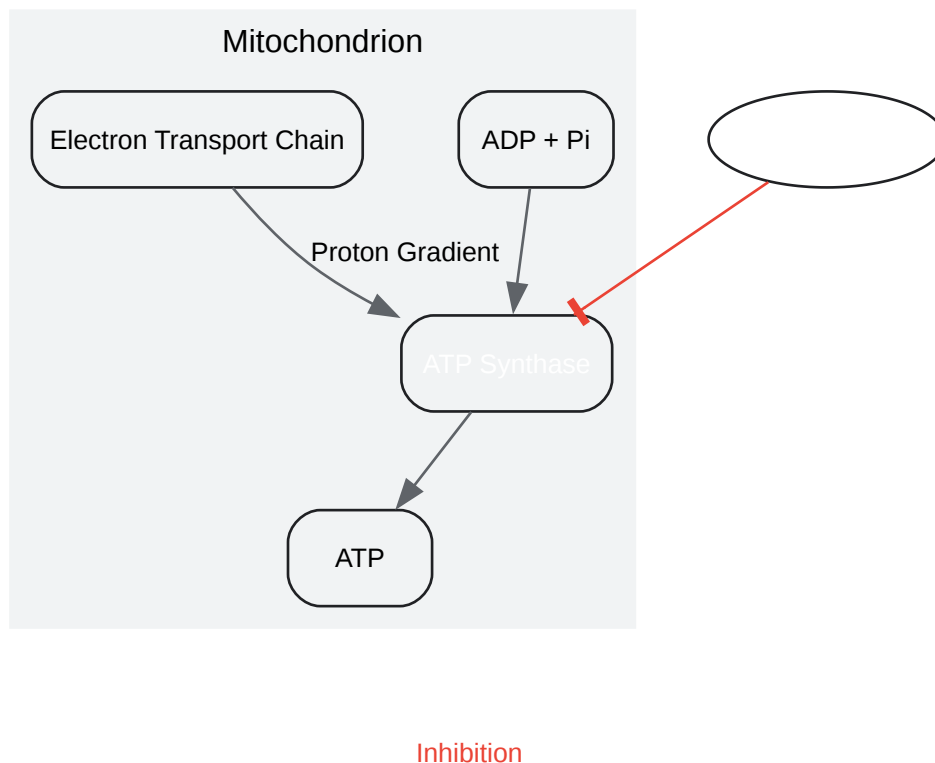 Mitochondrion
Electron Transport Chain
ADP + Pi
Proton Gradient
ATP Synthase
ATP
Inhibition